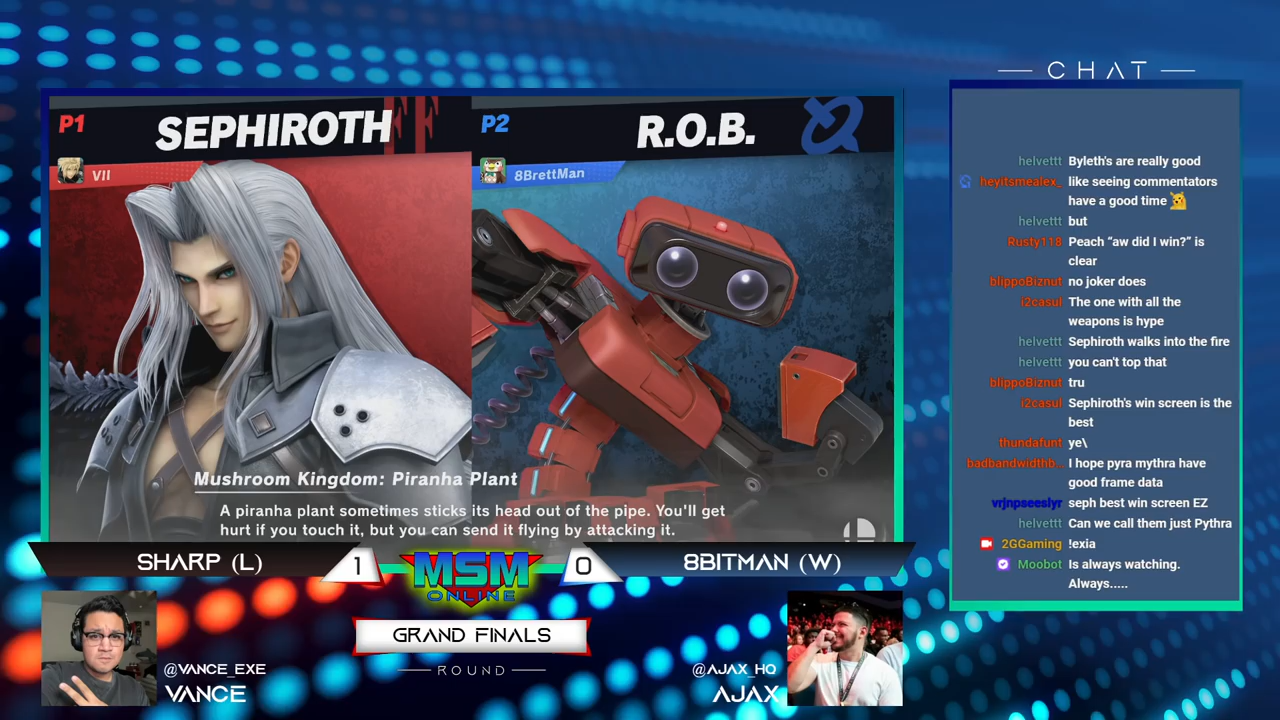 CHAT
P1
SEPHIROTH
FF
VII
P2
R.O.B.
8BrettMan
Mushroom Kingdom: Piranha Plant
A piranha plant sometimes sticks its head out of the pipe. You'll get
hurt if you touch it, but you can send it flying by attacking it.
SHARP (L)
1
MSM
ONLINE
0
8BITMAN (W)
GRAND FINALS
ROUND
@VANCE_EXE
VANCE
@AJAX_HQ
AJAX
helvettt Byleth's are really good
heyitsmealex_ like seeing commentators
have a good time
helvettt but
Rusty118 Peach “aw did I win?” is
clear
blippoBiznut no joker does
i2casul The one with all the
weapons is hype
helvettt Sephiroth walks into the fire
helvettt you can't top that
blippoBiznut tru
i2casul Sephiroth's win screen is the
best
thundafunt ye\
badbandwidthb... I hope pyra mythra have
good frame data
vrjnpseeslyr seph best win screen EZ
helvettt Can we call them just Pythra
2GGaming !exia
Moobot Is always watching.
Always.....